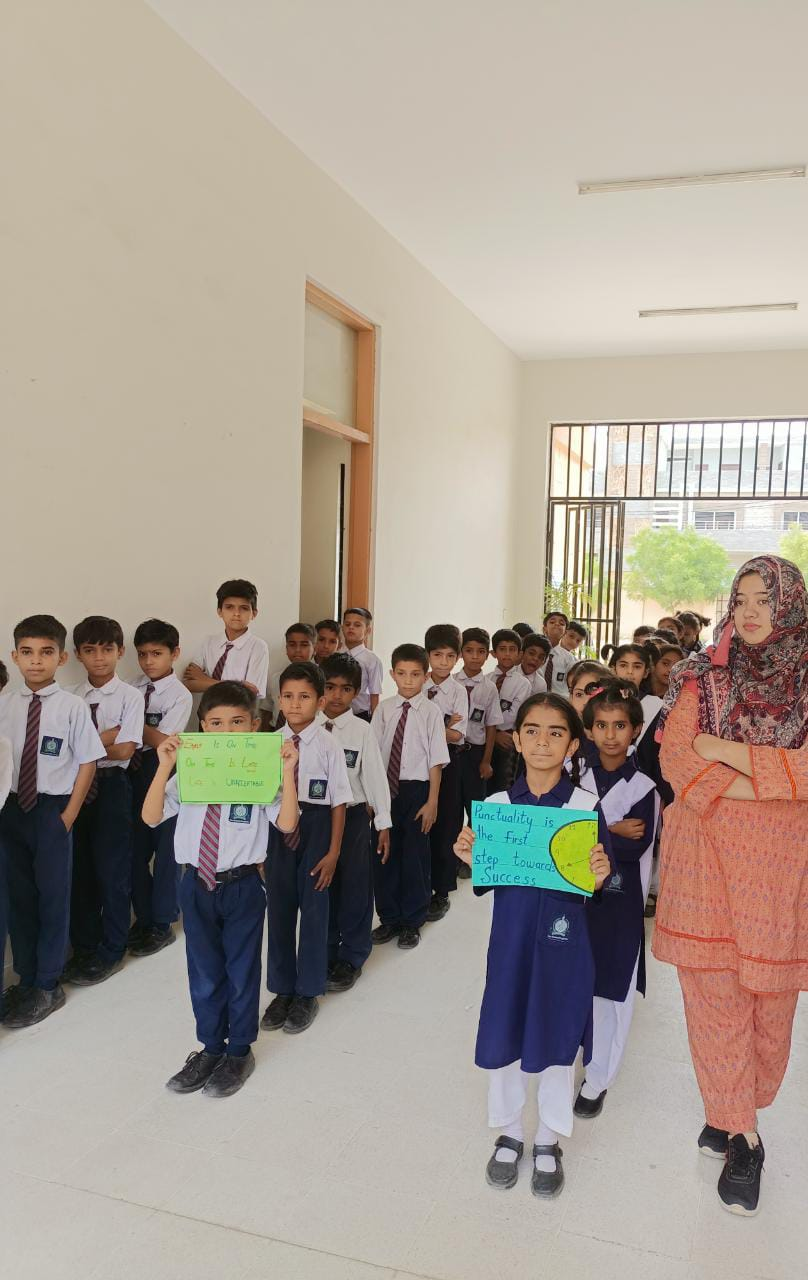 Early Is On Time
On Time Is Late
Late is UNACCEPTABLE
Punctuality is
the First
step towards
Success